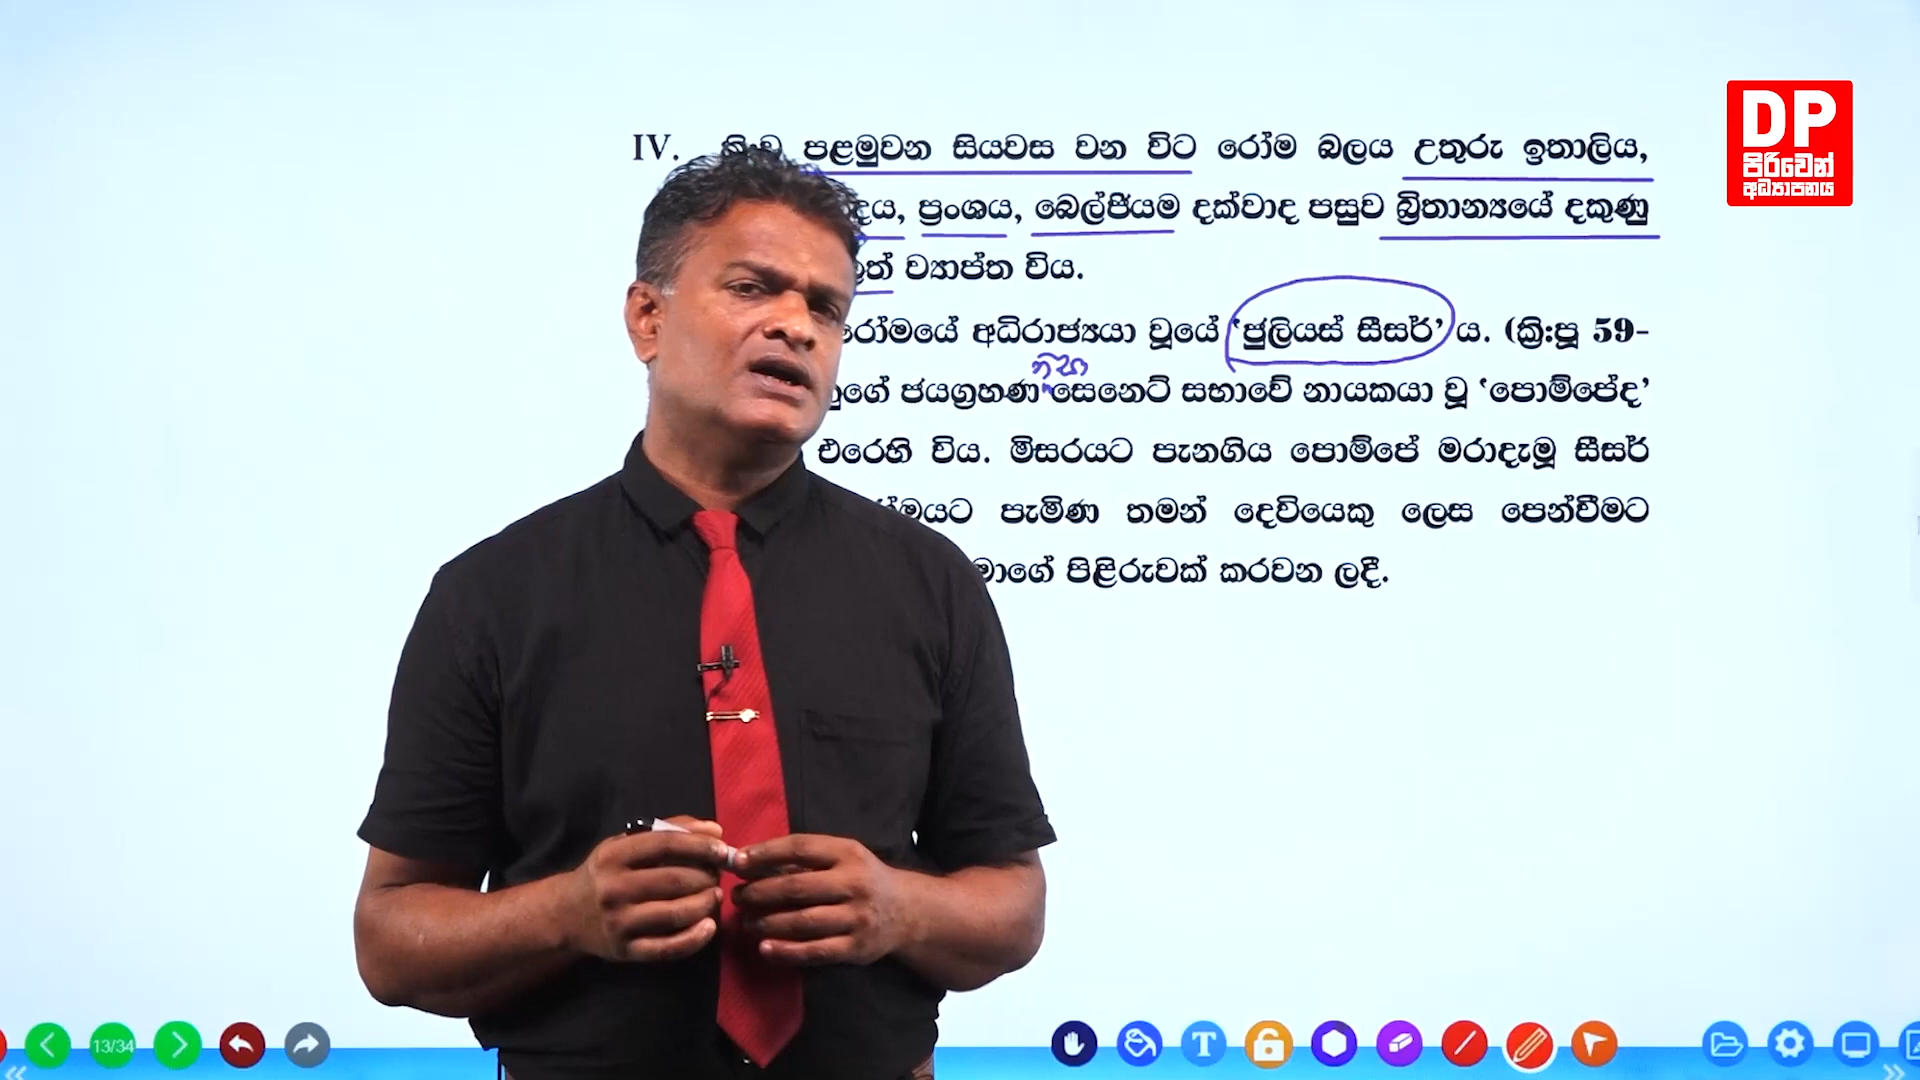 DP
පිරිවෙන්
අධ්‍යාපනය
IV. පළමුවන සියවස වන විට රෝම බලය උතුරු ඉතාලිය,
ප්‍රංශය, බෙල්ජියම දක්වාද පසුව බ්‍රිතාන්‍යයේ දකුණු
ව්‍යාප්ත විය.
රෝමයේ අධිරාජ්‍යයා වූයේ ‘ජුලියස් සීසර්’ ය. (ක්‍රි:පූ 59-
නිසා
ජයග්‍රහණ සෙනෙට් සභාවේ නායකයා වූ ‘පොම්පේද’
එරෙහි විය. මිසරයට පැනගිය පොම්පේ මරාදැමූ සීසර්
පැමිණ තමන් දෙවියෙකු ලෙස පෙන්වීමට
පිළිරුවක් කරවන ලදී.
13/34
T